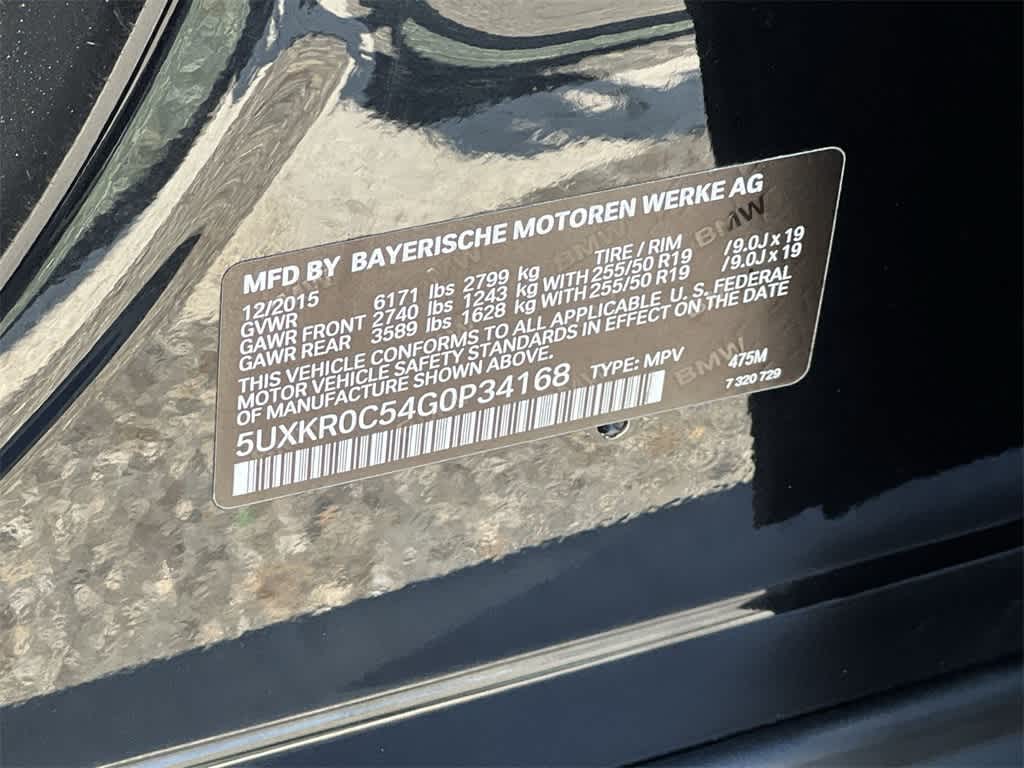 MFD BY BAYERISCHE MOTOREN WERKE AG
12/2015 TIRE / RIM
GVWR 6171 lbs 2799 kg
GAWR FRONT 2740 lbs 1243 kg WITH 255/50 R19 /9.0J x 19
GAWR REAR 3589 lbs 1628 kg WITH 255/50 R19 /9.0J x 19
THIS VEHICLE CONFORMS TO ALL APPLICABLE U.S. FEDERAL
MOTOR VEHICLE SAFETY STANDARDS IN EFFECT ON THE DATE
OF MANUFACTURE SHOWN ABOVE.
5UXKR0C54G0P34168 TYPE: MPV 475M
7 320 729
BMW
BMW
BMW